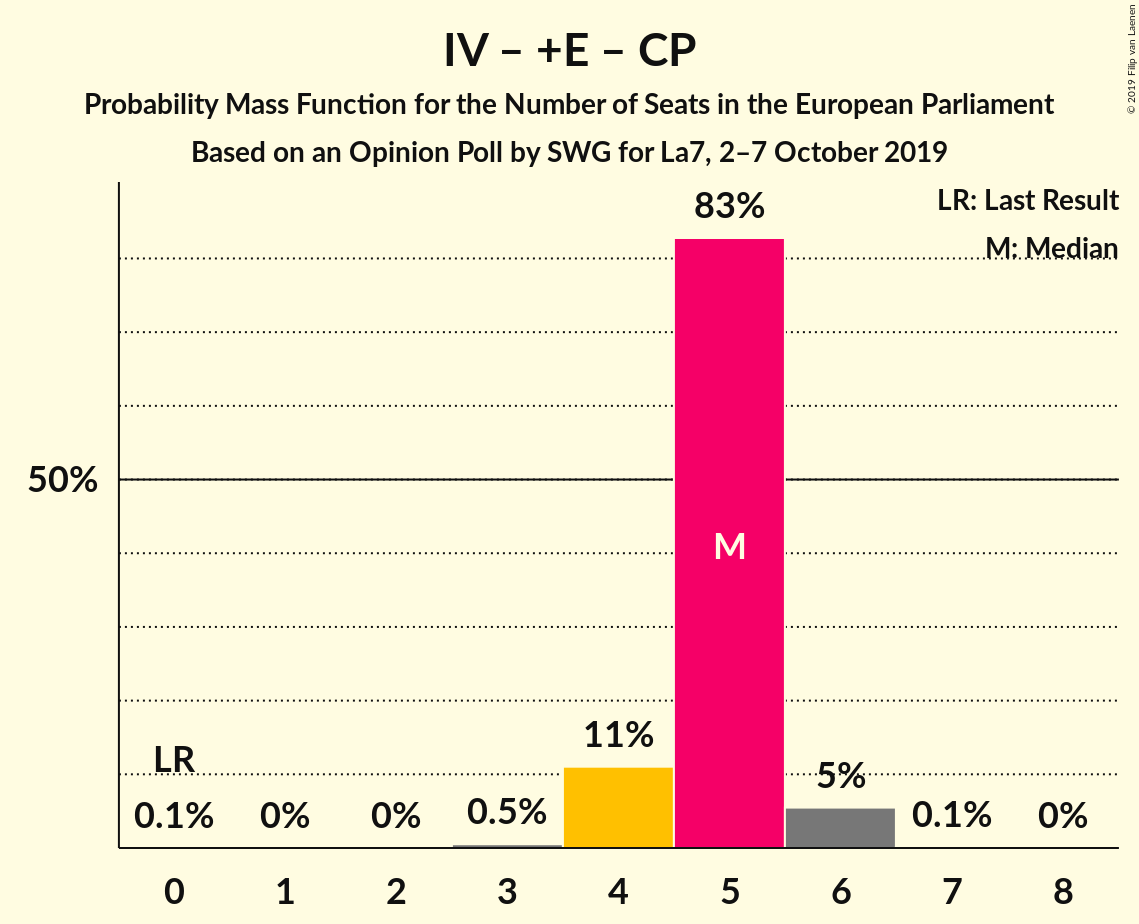 IV – +E – CP
Probability Mass Function for the Number of Seats in the European Parliament
Based on an Opinion Poll by SWG for La7, 2–7 October 2019
© 2019 Filip van Laenen
LR: Last Result
M: Median
83%
50%
M
11%
LR
5%
0.1%
0%
0%
0.5%
0.1%
0%
0 1 2 3 4 5 6 7 8